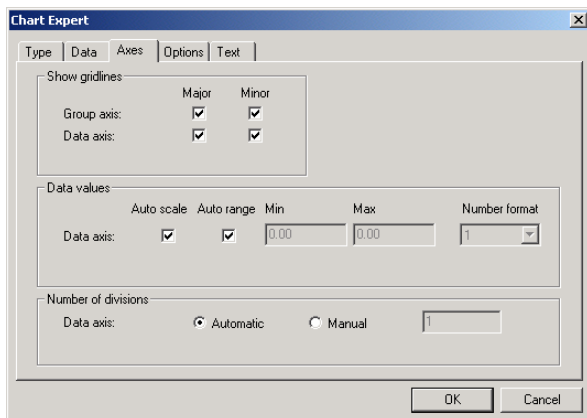 Chart Expert
Type Data Axes Options Text
Show gridlines
Major Minor
Group axis:
Data axis:
Data values
Auto scale Auto range Min Max Number format
Data axis: 0.00 0.00 1
Number of divisions
Data axis: Automatic Manual 1
OK Cancel